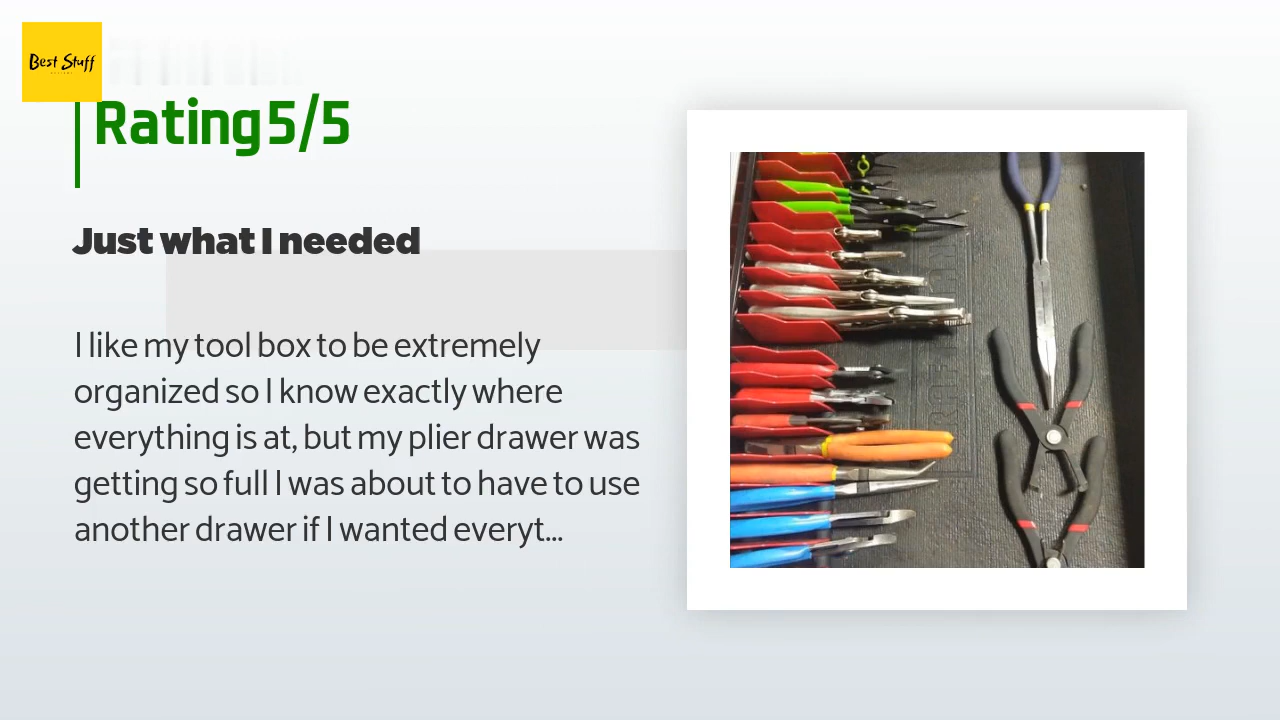 Best Stuff
Rating 5/5
Just what I needed
I like my tool box to be extremely
organized so I know exactly where
everything is at, but my plier drawer was
getting so full I was about to have to use
another drawer if I wanted everyt...